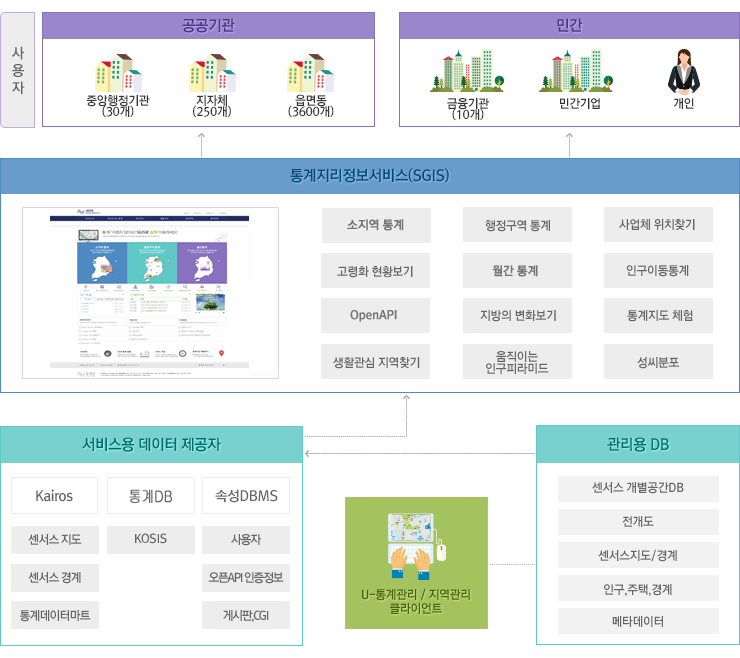 사용자
공공기관
중앙행정기관
(30개)
지자체
(250개)
읍면동
(3600개)
민간
금융기관
(10개)
민간기업
개인
통계지리정보서비스(SGIS)
소지역 통계
행정구역 통계
사업체 위치찾기
고령화 현황보기
월간 통계
인구이동통계
OpenAPI
지방의 변화보기
통계지도 체험
생활관심 지역찾기
움직이는
인구피라미드
성씨분포
서비스용 데이터 제공자
Kairos
통계DB
속성DBMS
센서스 지도
KOSIS
사용자
센서스 경계
오픈API 인증정보
통계데이터마트
게시판,CGI
U-통계관리 / 지역관리
클라이언트
관리용 DB
센서스 개별공간DB
전개도
센서스지도/경계
인구,주택,경계
메타데이터